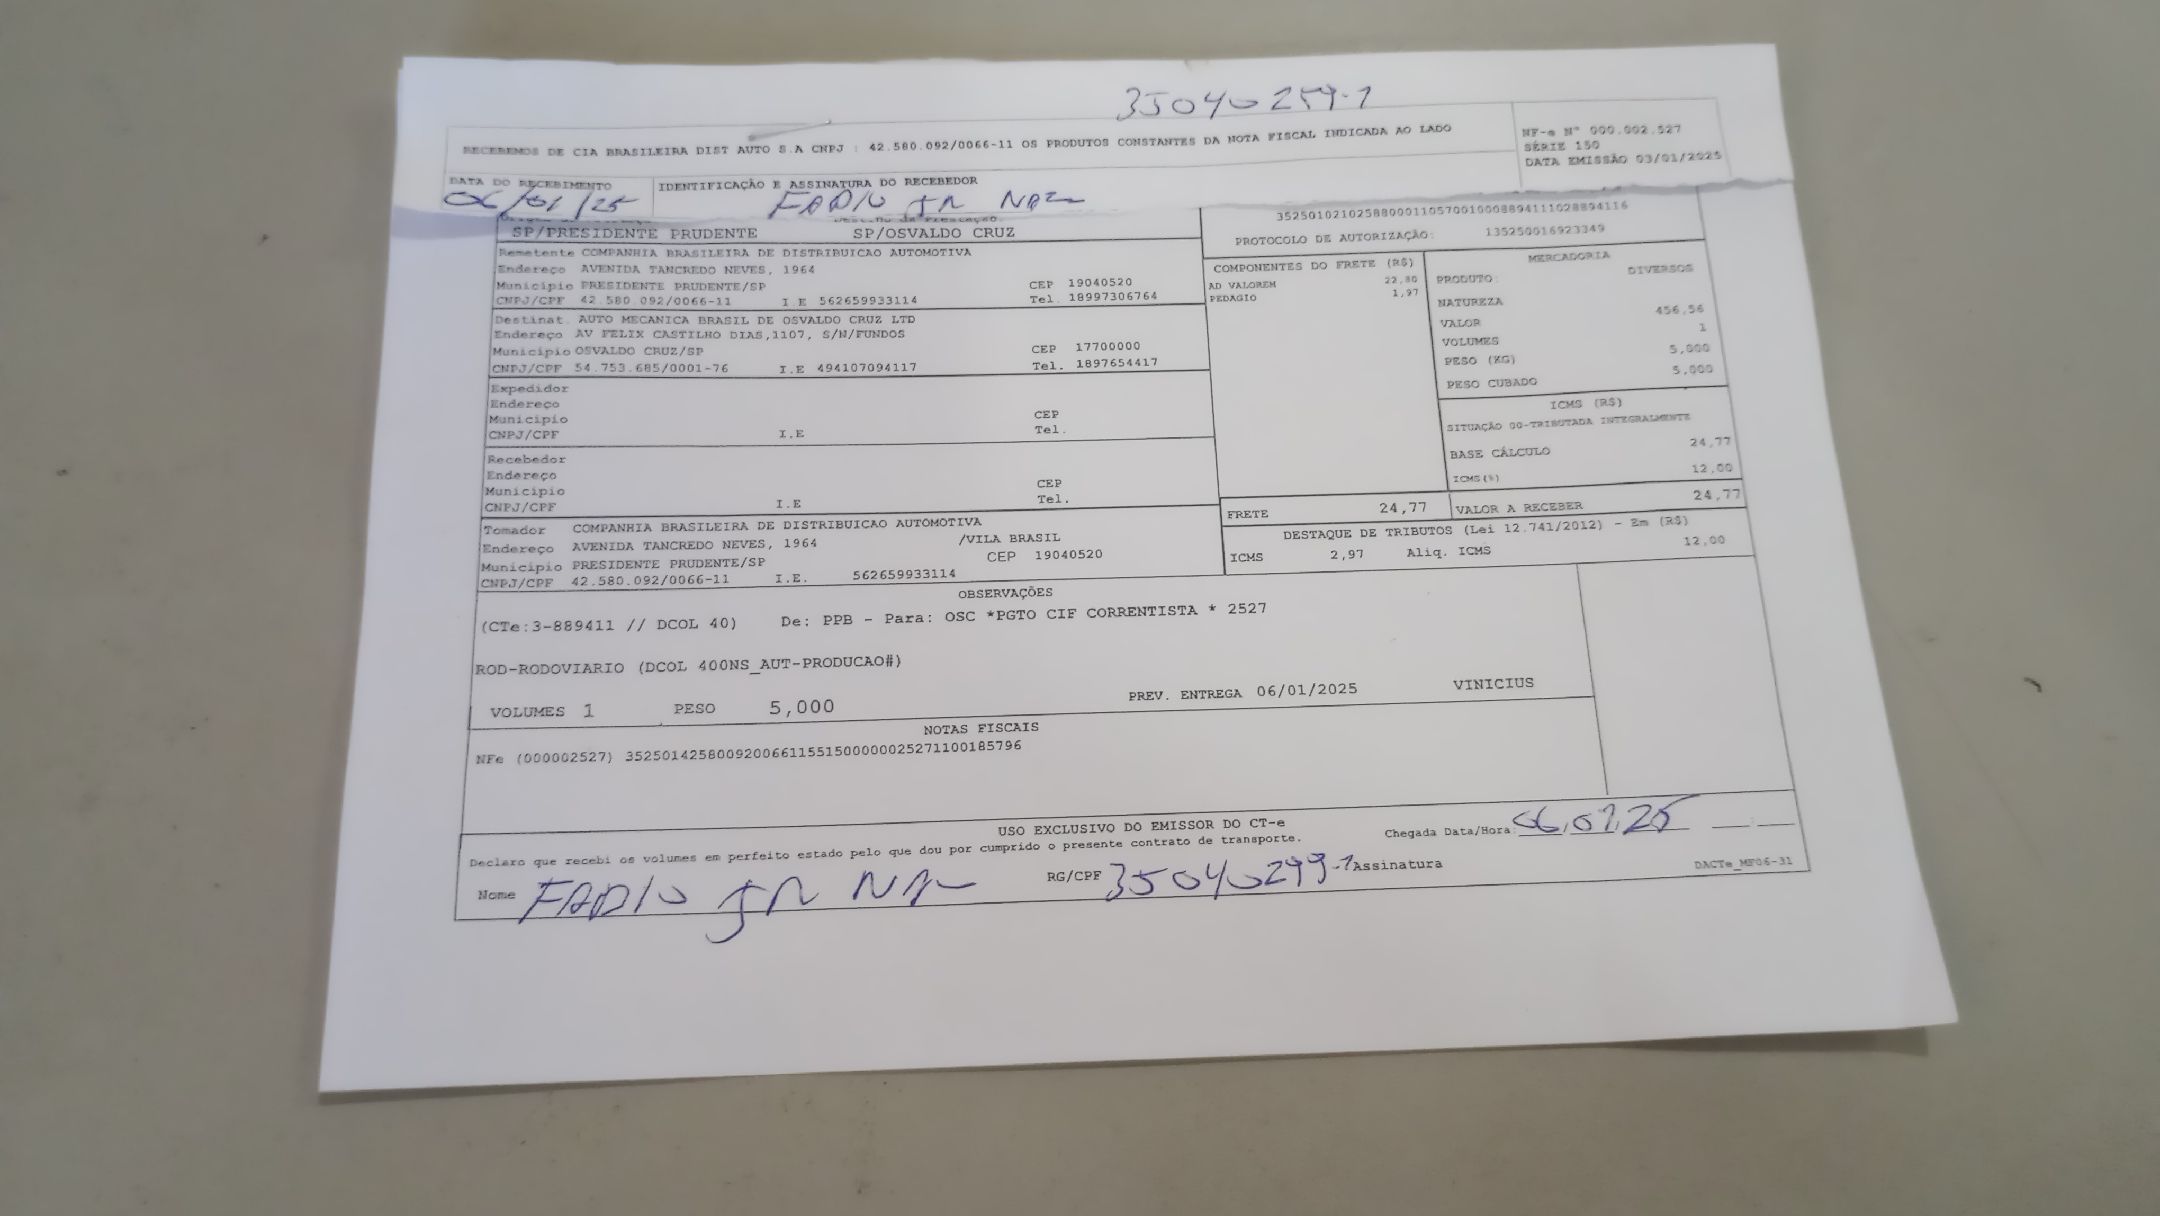 RECEBEMOS DE CIA BRASILEIRA DIST AUTO S.A CNPJ : 42.580.092/0066-11 OS PRODUTOS CONSTANTES DA NOTA FISCAL INDICADA AO LADO
NF-e Nº 000.002.527
SÉRIE 150
DATA EMISSÃO 03/01/2025
DATA DO RECEBIMENTO
IDENTIFICAÇÃO E ASSINATURA DO RECEBEDOR
06/01/25
FABIO JR
SP/PRESIDENTE PRUDENTE SP/OSVALDO CRUZ
35250102102588000110570010008894111028894116
PROTOCOLO DE AUTORIZAÇÃO: 135250016923349
Remetente COMPANHIA BRASILEIRA DE DISTRIBUICAO AUTOMOTIVA
Endereço AVENIDA TANCREDO NEVES, 1964
Municipio PRESIDENTE PRUDENTE/SP CEP 19040520
CNPJ/CPF 42.580.092/0066-11 I.E 562659933114 Tel. 18997306764
Destinat. AUTO MECANICA BRASIL DE OSVALDO CRUZ LTD
Endereço AV FELIX CASTILHO DIAS,1107, S/N/FUNDOS
Municipio OSVALDO CRUZ/SP CEP 17700000
CNPJ/CPF 54.753.685/0001-76 I.E 494107094117 Tel. 1897654417
Expedidor
Endereço
Municipio CEP
CNPJ/CPF I.E Tel.
Recebedor
Endereço
Municipio CEP
CNPJ/CPF I.E Tel.
Tomador COMPANHIA BRASILEIRA DE DISTRIBUICAO AUTOMOTIVA
Endereço AVENIDA TANCREDO NEVES, 1964 /VILA BRASIL
Municipio PRESIDENTE PRUDENTE/SP CEP 19040520
CNPJ/CPF 42.580.092/0066-11 I.E. 562659933114
COMPONENTES DO FRETE (R$)
AD VALOREM 22,80
PEDAGIO 1,97
MERCADORIA
PRODUTO: DIVERSOS
NATUREZA
VALOR 456,56
VOLUMES 1
PESO (KG) 5,000
PESO CUBADO 5,000
ICMS (R$)
SITUAÇÃO 00-TRIBUTADA INTEGRALMENTE
BASE CÁLCULO 24,77
ICMS(%) 12,00
FRETE 24,77 VALOR A RECEBER 24,77
DESTAQUE DE TRIBUTOS (Lei 12.741/2012) - Em (R$)
ICMS 2,97 Aliq. ICMS 12,00
OBSERVAÇÕES
(CTe:3-889411 // DCOL 40) De: PPB - Para: OSC *PGTO CIF CORRENTISTA * 2527
ROD-RODOVIARIO (DCOL 400NS_AUT-PRODUCAO#)
VOLUMES 1 PESO 5,000 PREV. ENTREGA 06/01/2025 VINICIUS
NOTAS FISCAIS
NFe (000002527) 35250142580092006611551500000025271100185796
USO EXCLUSIVO DO EMISSOR DO CT-e
Declaro que recebi os volumes em perfeito estado pelo que dou por cumprido o presente contrato de transporte.
Chegada Data/Hora: 06,01,25
Nome FABIO JR RG/CPF Assinatura
DACTe_MF06-31